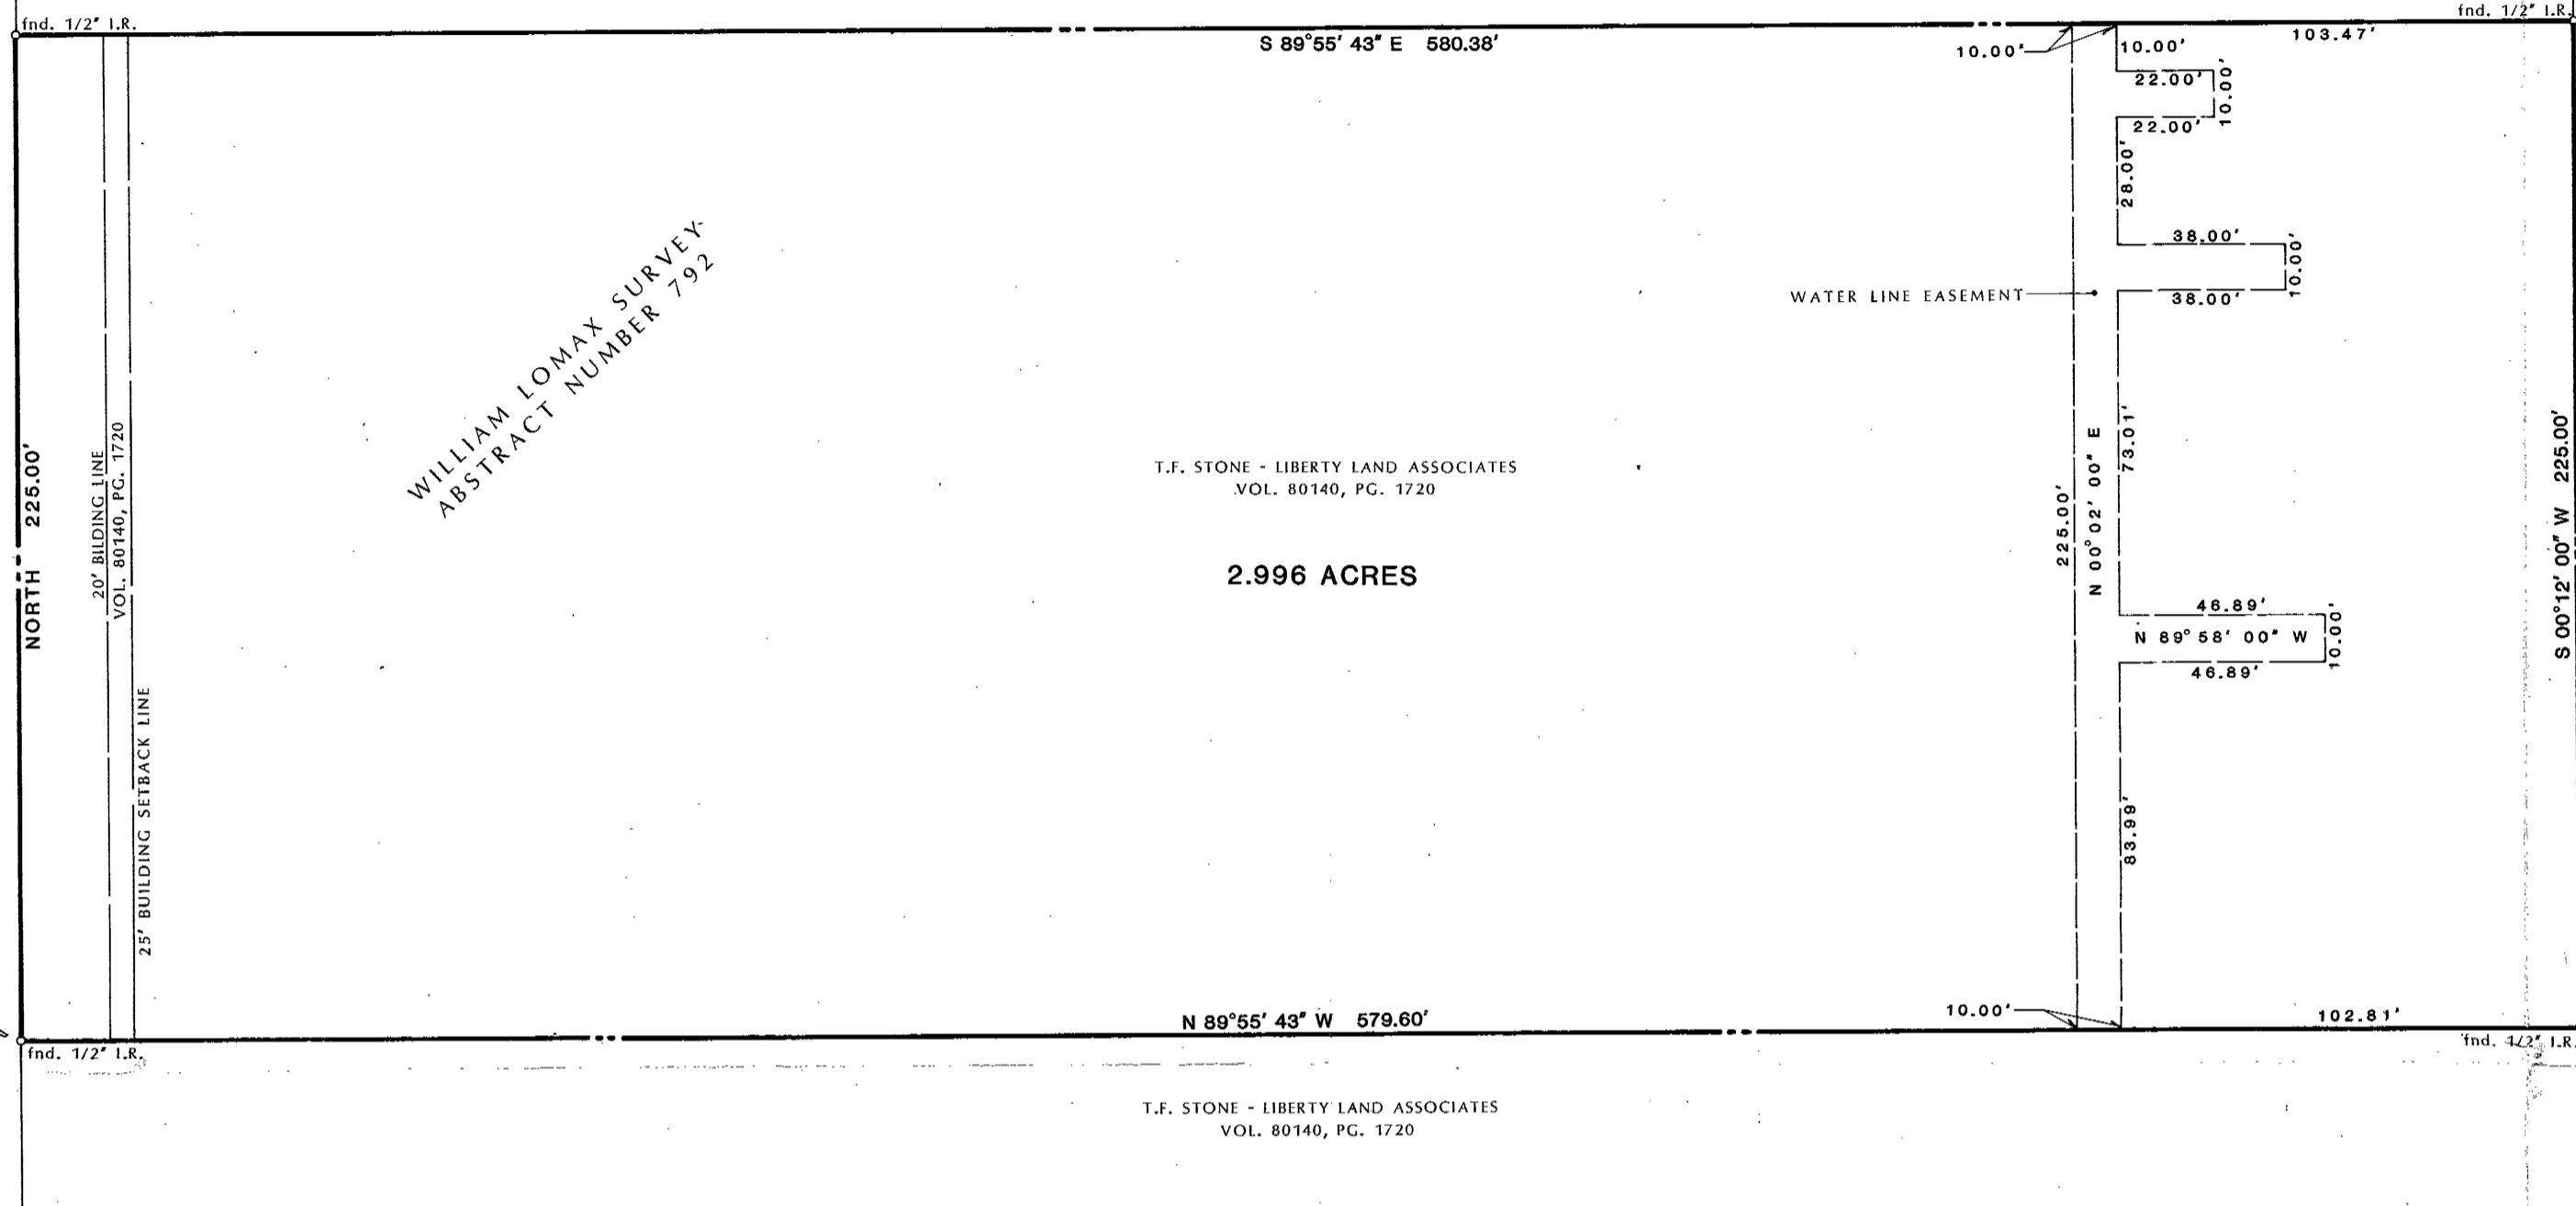 fnd. 1/2" I.R.
fnd. 1/2" I.R.
S 89°55' 43" E 580.38'
103.47'
10.00'
10.00'
22.00'
10.00'
22.00'
28.00'
38.00'
10.00'
38.00'
WATER LINE EASEMENT
WILLIAM LOMAX SURVEY
ABSTRACT NUMBER 792
NORTH 225.00'
20' BILDING LINE
VOL. 80140, PG. 1720
25' BUILDING SETBACK LINE
T.F. STONE - LIBERTY LAND ASSOCIATES
VOL. 80140, PG. 1720
2.996 ACRES
225.00'
N 00° 02' 00" E
73.01'
46.89'
N 89° 58' 00" W
10.00'
46.89'
S 00°12' 00" W 225.00'
83.99'
N 89°55' 43" W 579.60'
10.00'
102.81'
fnd. 1/2" I.R.
fnd. 1/2" I.R.
T.F. STONE - LIBERTY LAND ASSOCIATES
VOL. 80140, PG. 1720